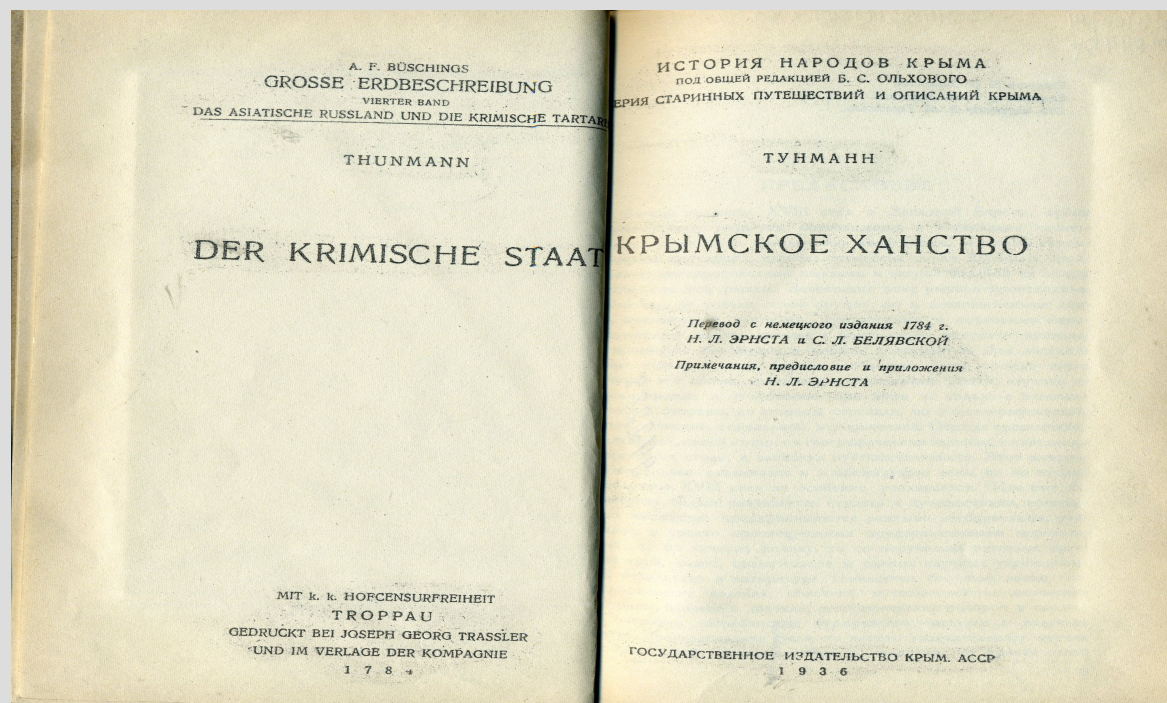 A. F. BÜSCHINGS
GROSSE ERDBESCHREIBUNG
VIERTER BAND
DAS ASIATISCHE RUSSLAND UND DIE KRIMISCHE TARTAR
THUNMANN
DER KRIMISCHE STAAT
MIT k. k. HOFCENSURFREIHEIT
TROPPAU
GEDRUCKT BEI JOSEPH GEORG TRASSLER
UND IM VERLAGE DER KOMPAGNIE
1784
ИСТОРИЯ НАРОДОВ КРЫМА
ПОД ОБЩЕЙ РЕДАКЦИЕЙ Б. С. ОЛЬХОВОГО
ЕРИЯ СТАРИННЫХ ПУТЕШЕСТВИЙ И ОПИСАНИЙ КРЫМА
ТУНМАНН
КРЫМСКОЕ ХАНСТВО
Перевод с немецкого издания 1784 г.
Н. Л. ЭРНСТА и С. Л. БЕЛЯВСКОЙ
Примечания, предисловие и приложения
Н. Л. ЭРНСТА
ГОСУДАРСТВЕННОЕ ИЗДАТЕЛЬСТВО КРЫМ. АССР
1936